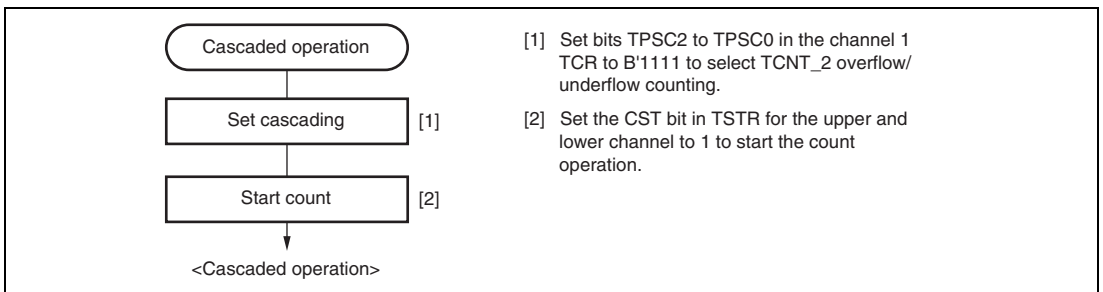 Cascaded operation
Set cascading
[1]
Start count
[2]
<Cascaded operation>
[1] Set bits TPSC2 to TPSC0 in the channel 1
TCR to B'1111 to select TCNT_2 overflow/
underflow counting.
[2] Set the CST bit in TSTR for the upper and
lower channel to 1 to start the count
operation.